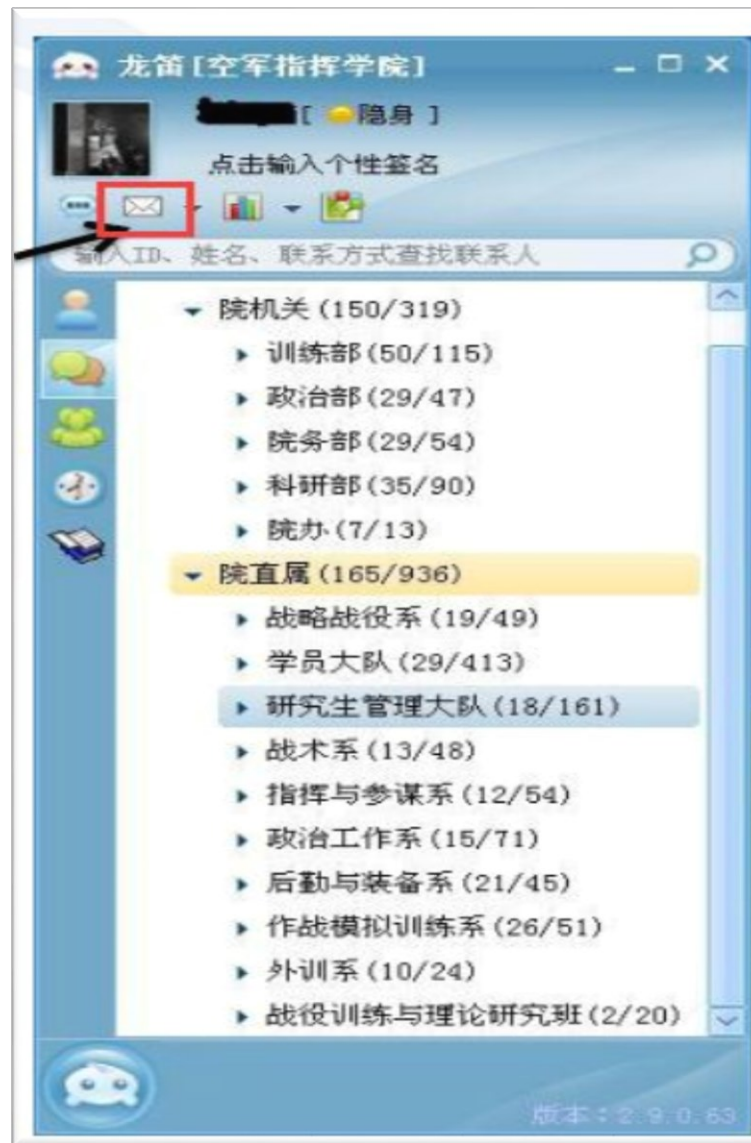 龙笛[空军指挥学院]
[ 隐身 ]
点击输入个性签名
输入ID、姓名、联系方式查找联系人
院机关(150/319)
训练部(50/115)
政治部(29/47)
院务部(29/54)
科研部(35/90)
院办(7/13)
院直属(165/936)
战略战役系(19/49)
学员大队(29/413)
研究生管理大队(18/161)
战术系(13/48)
指挥与参谋系(12/54)
政治工作系(15/71)
后勤与装备系(21/45)
作战模拟训练系(26/51)
外训系(10/24)
战役训练与理论研究班(2/20)
版本:2.9.0.63